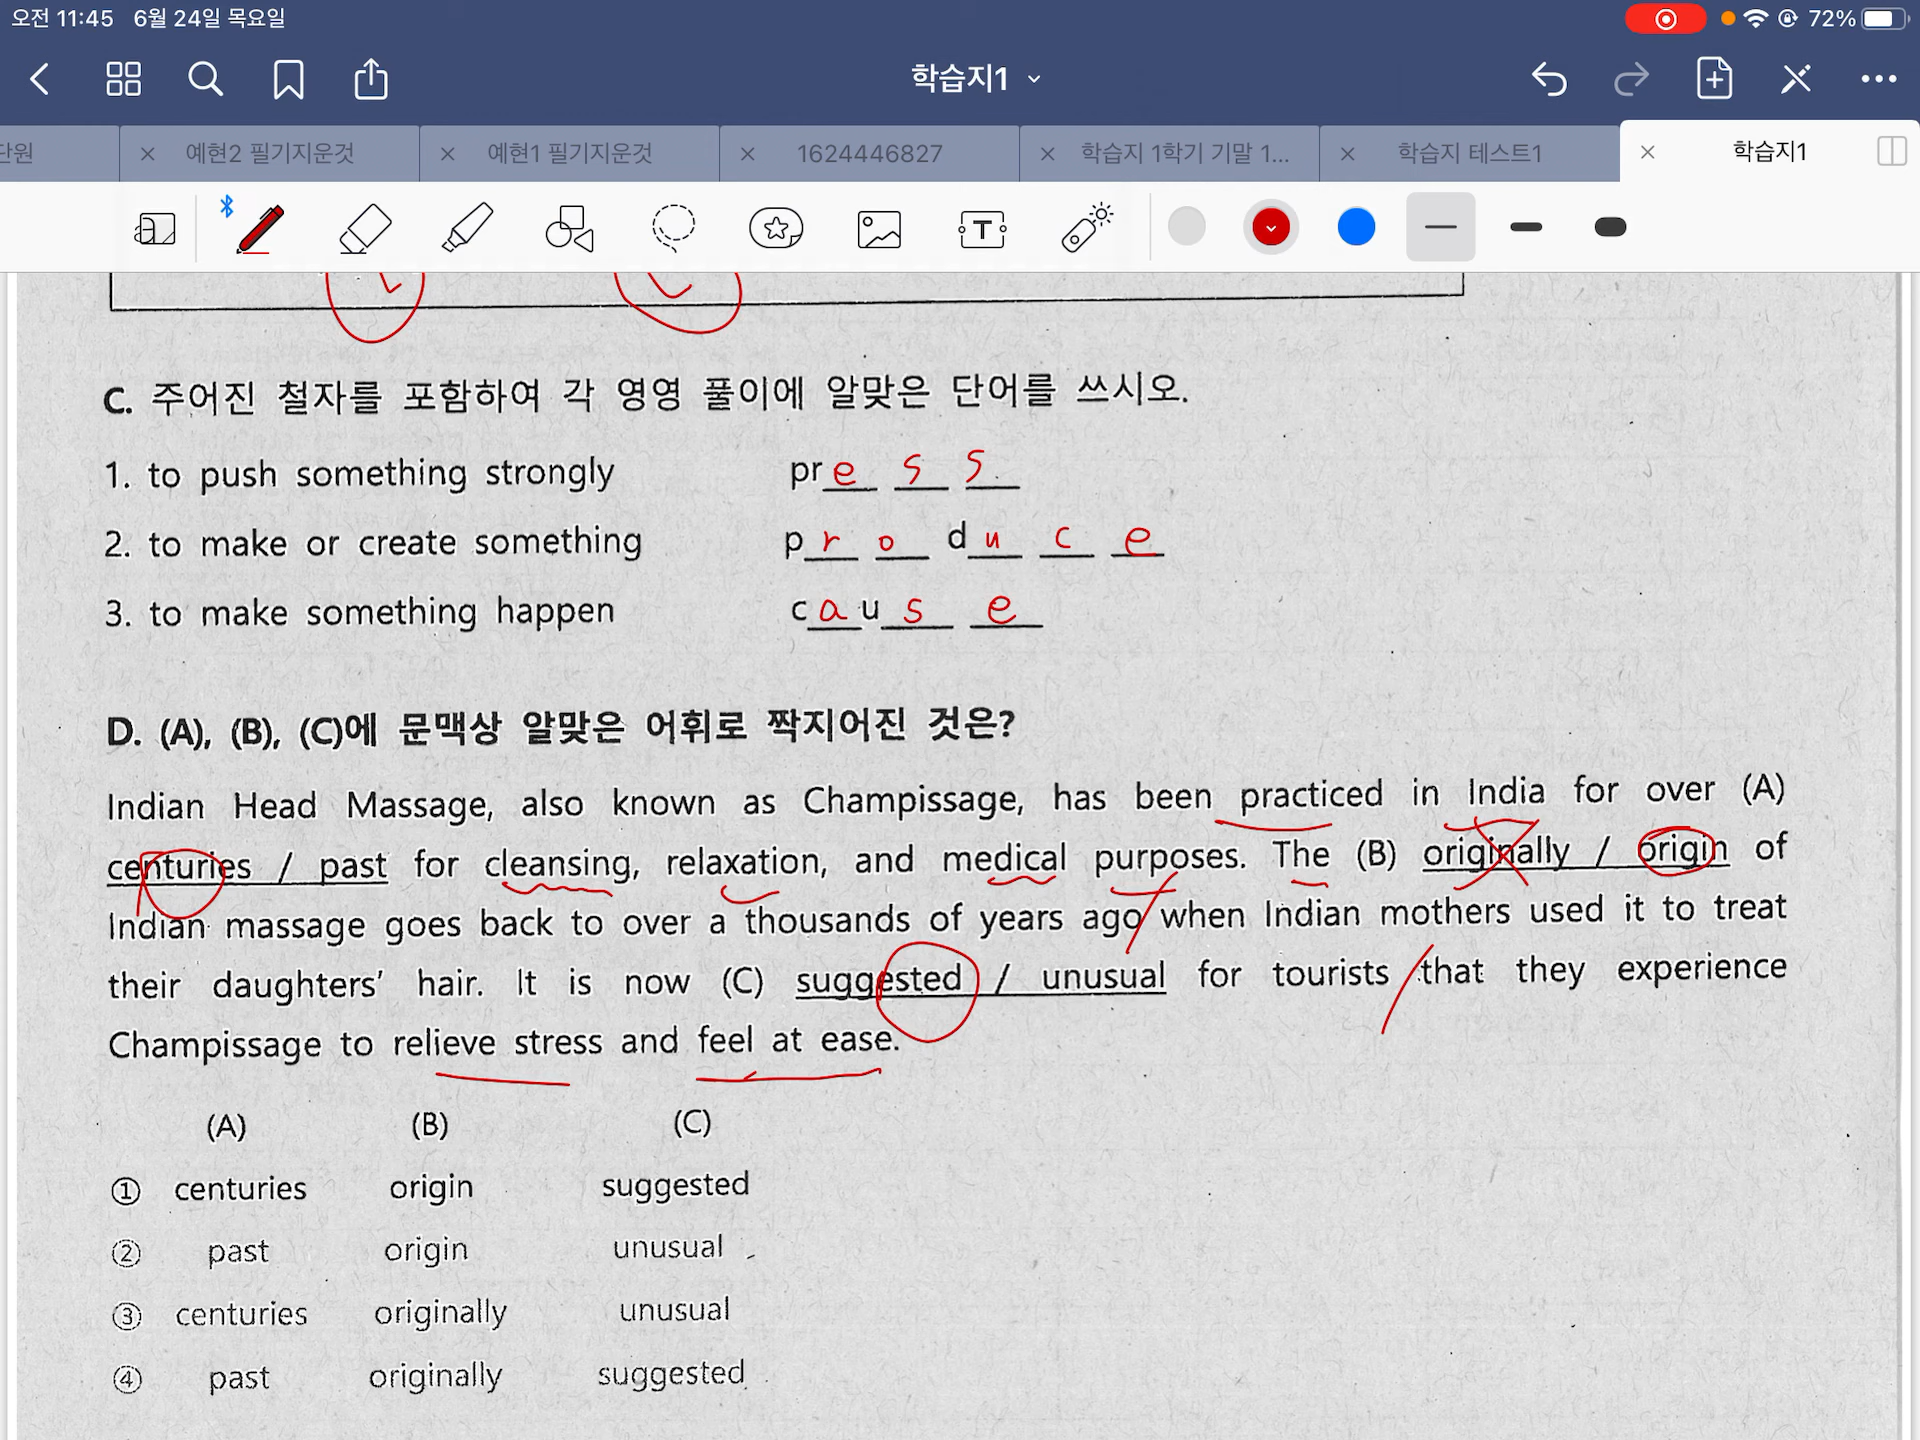 오전 11:45 6월 24일 목요일 72%
학습지1
단원 예현2 필기지운것 예현1 필기지운것 1624446827 학습지 1학기 기말 1... 학습지 테스트1 학습지1
C. 주어진 철자를 포함하여 각 영영 풀이에 알맞은 단어를 쓰시오.
1. to push something strongly press
2. to make or create something produce
3. to make something happen cause
D. (A), (B), (C)에 문맥상 알맞은 어휘로 짝지어진 것은?
Indian Head Massage, also known as Champissage, has been practiced in India for over (A)
centuries / past for cleansing, relaxation, and medical purposes. The (B) originally / origin of
Indian massage goes back to over a thousands of years ago when Indian mothers used it to treat
their daughters' hair. It is now (C) suggested / unusual for tourists that they experience
Champissage to relieve stress and feel at ease.
(A) (B) (C)
① centuries origin suggested
② past origin unusual
③ centuries originally unusual
④ past originally suggested